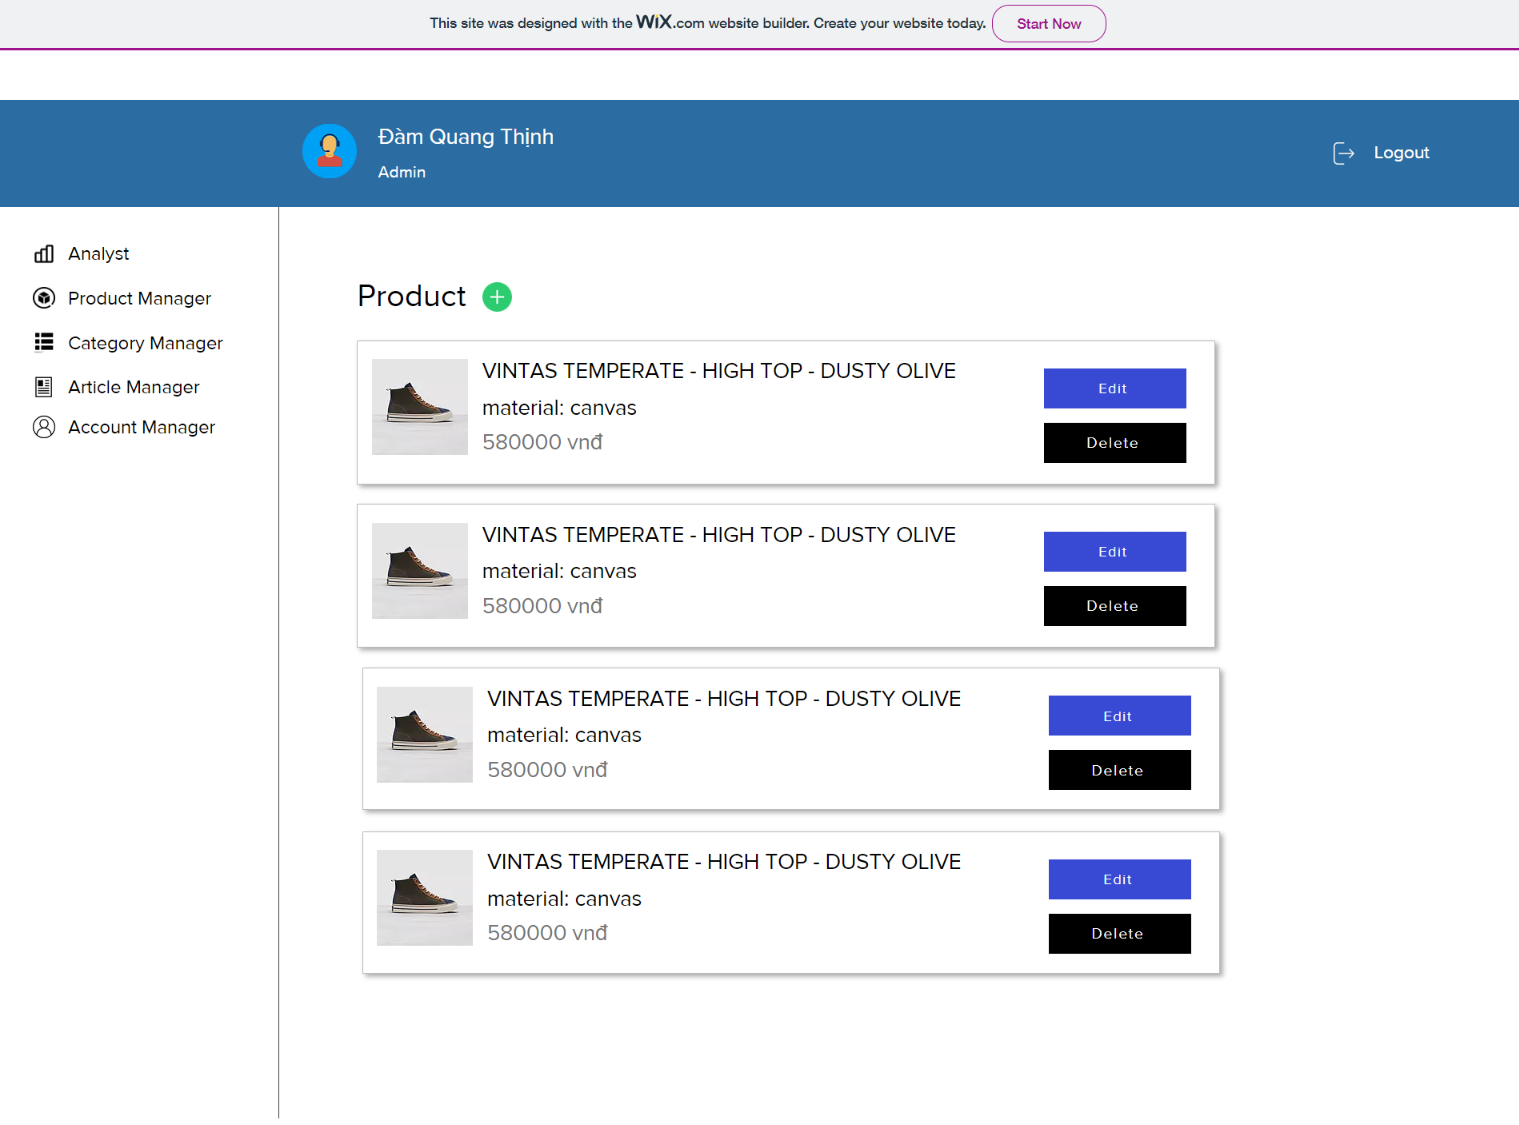 This site was designed with the WiX.com website builder. Create your website today. Start Now
Đàm Quang Thịnh
Admin
Logout
Analyst
Product Manager
Category Manager
Article Manager
Account Manager
Product
VINTAS TEMPERATE - HIGH TOP - DUSTY OLIVE
material: canvas
580000 vnđ
Edit
Delete
VINTAS TEMPERATE - HIGH TOP - DUSTY OLIVE
material: canvas
580000 vnđ
Edit
Delete
VINTAS TEMPERATE - HIGH TOP - DUSTY OLIVE
material: canvas
580000 vnđ
Edit
Delete
VINTAS TEMPERATE - HIGH TOP - DUSTY OLIVE
material: canvas
580000 vnđ
Edit
Delete